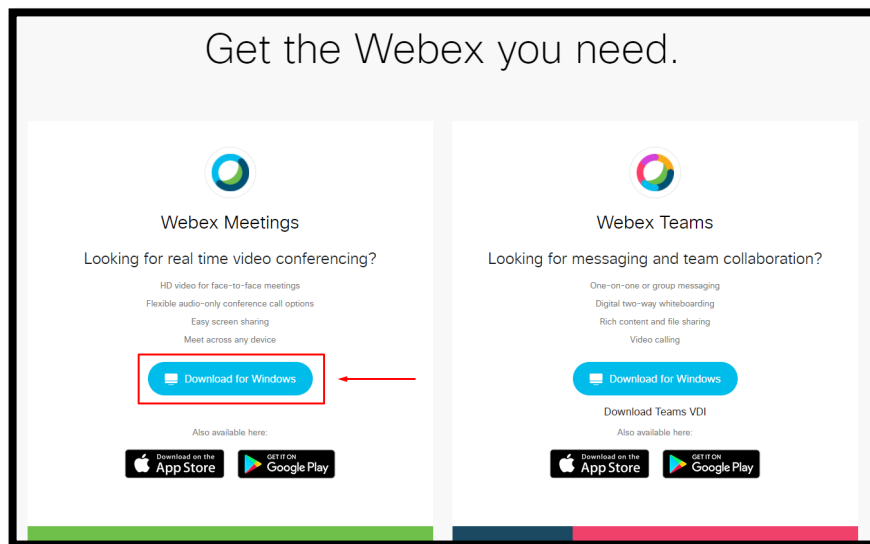 Get the Webex you need.
Webex Meetings
Looking for real time video conferencing?
HD video for face-to-face meetings
Flexible audio-only conference call options
Easy screen sharing
Meet across any device
Download for Windows
Also available here:
Download on the
App Store
GET IT ON
Google Play
Webex Teams
Looking for messaging and team collaboration?
One-on-one or group messaging
Digital two-way whiteboarding
Rich content and file sharing
Video calling
Download for Windows
Download Teams VDI
Also available here:
Download on the
App Store
GET IT ON
Google Play